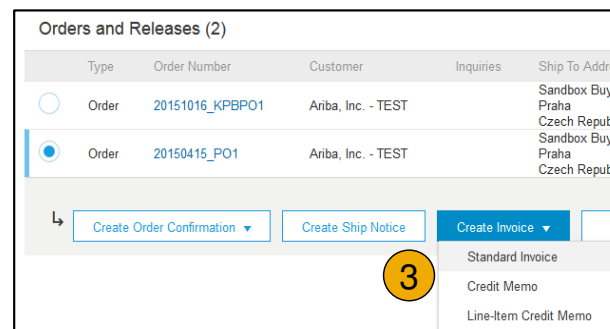 Orders and Releases (2)
Type Order Number Customer Inquiries Ship To Addr
Sandbox Buy
Order 20151016_KPBPO1 Ariba, Inc. - TEST Praha
Czech Repub
Sandbox Buy
Order 20150415_PO1 Ariba, Inc. - TEST Praha
Czech Repub
Create Order Confirmation Create Ship Notice Create Invoice
Standard Invoice
3
Credit Memo
Line-Item Credit Memo